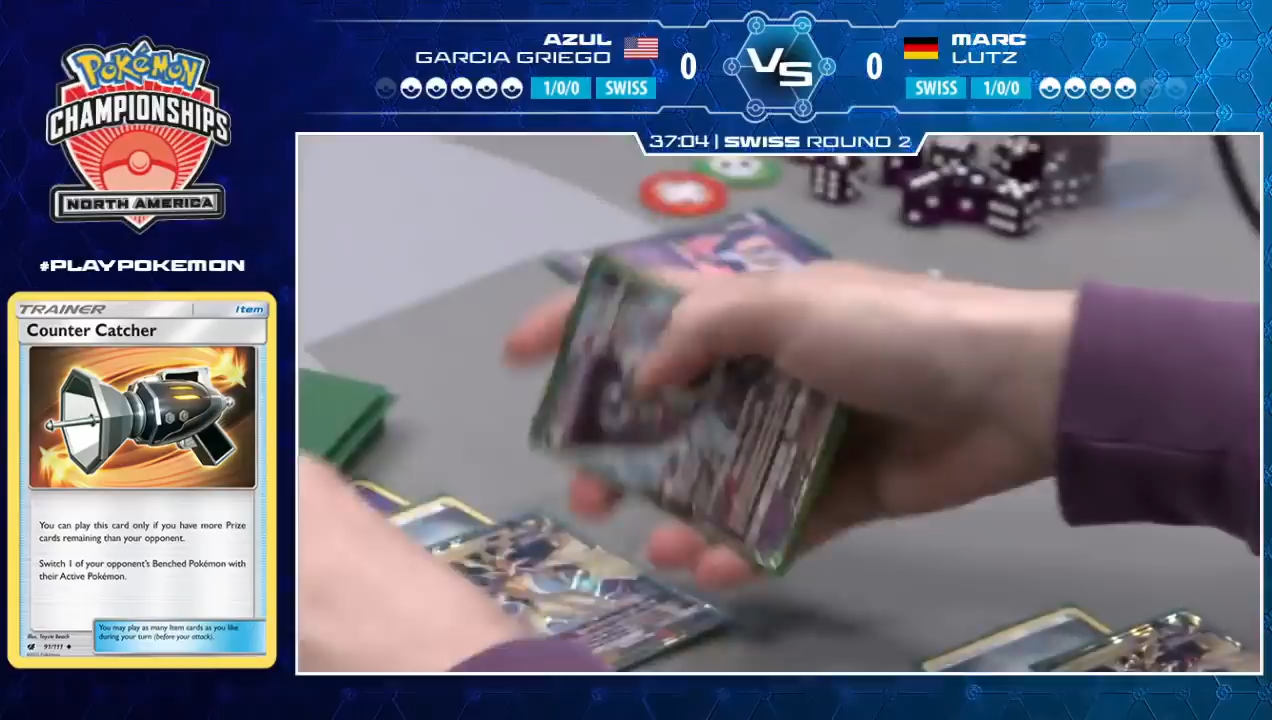 Pokémon
CHAMPIONSHIPS
NORTH AMERICA
#PLAYPOKEMON
AZUL
GARCIA GRIEGO
0
1/0/0
SWISS
VS
0
MARC
LUTZ
SWISS
1/0/0
37:04 | SWISS ROUND 2
TRAINER
Item
Counter Catcher
You can play this card only if you have more Prize
cards remaining than your opponent.
Switch 1 of your opponent's Benched Pokémon with
their Active Pokémon.
You may play as many Item cards as you like
during your turn (before your attack).
91/111